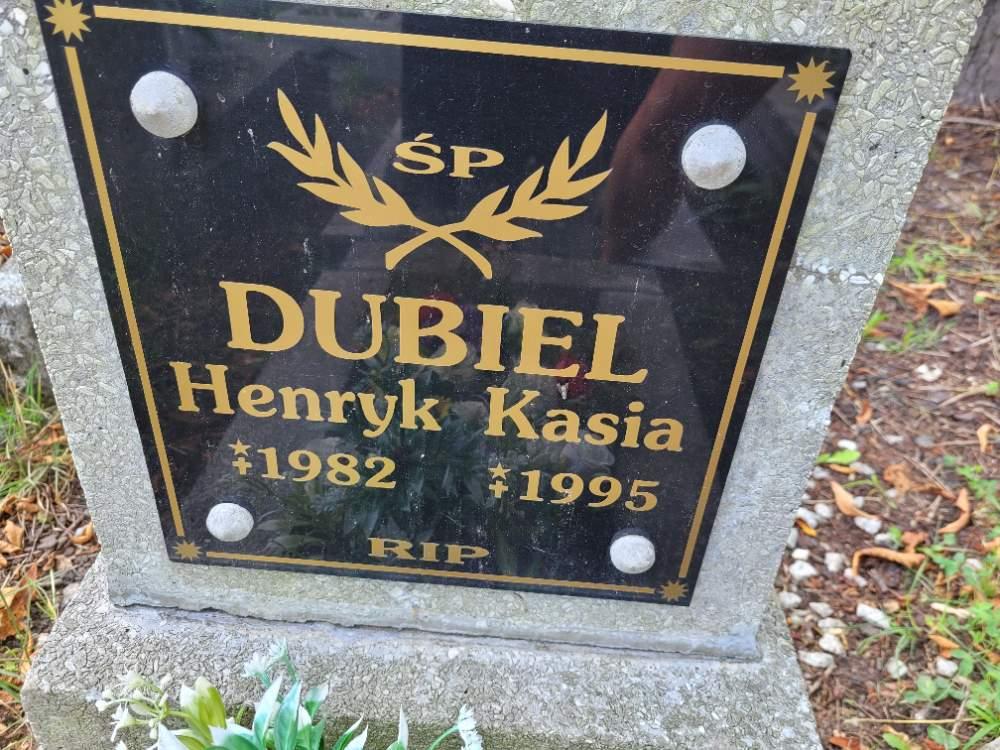 ŚP
DUBIEL
Henryk Kasia
⁎✝1982 ⁎✝1995
RIP